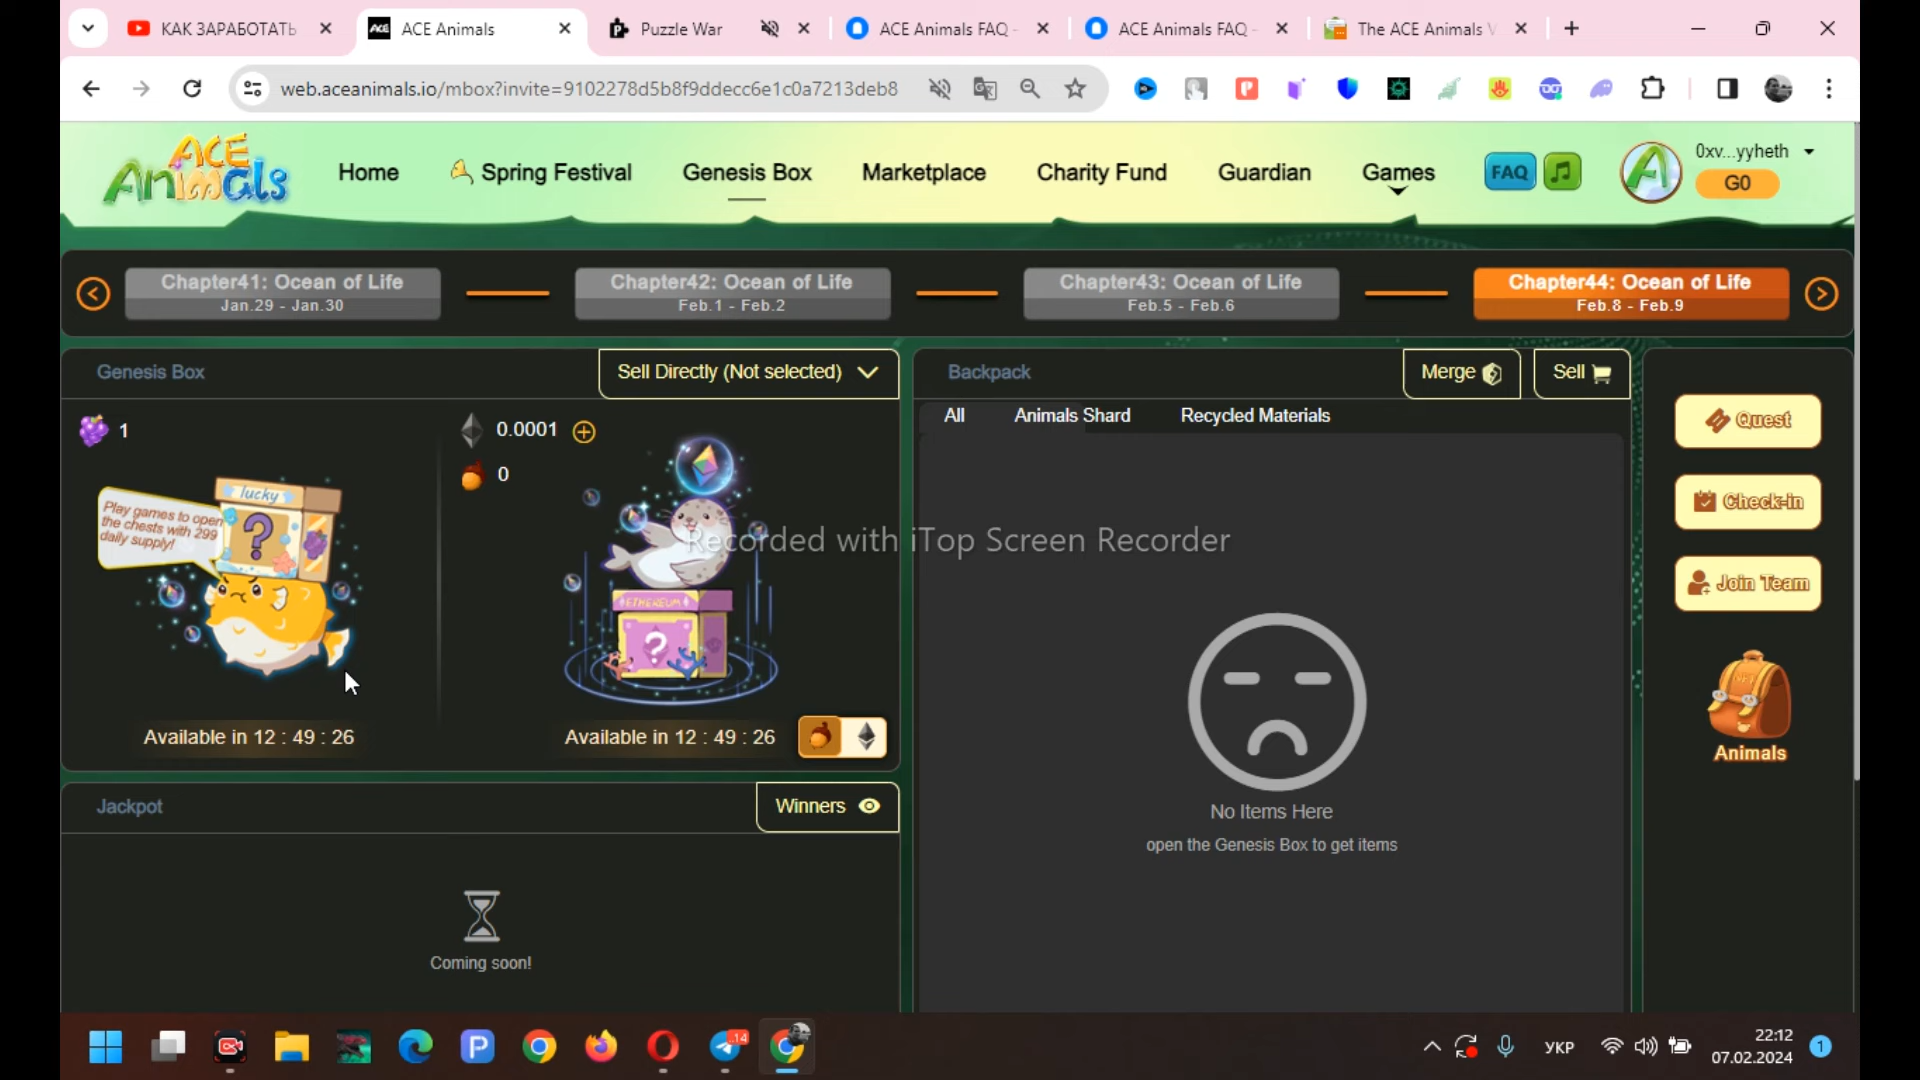 КАК ЗАРАБОТАТЬ
ACE Animals
Puzzle War
ACE Animals FAQ -
ACE Animals FAQ -
The ACE Animals
web.aceanimals.io/mbox?invite=9102278d5b8f9ddecc6e1c0a7213deb8
ACE
Animals
Home
Spring Festival
Genesis Box
Marketplace
Charity Fund
Guardian
Games
FAQ
0xv...yyheth
G0
Chapter41: Ocean of Life
Jan.29 - Jan.30
Chapter42: Ocean of Life
Feb.1 - Feb.2
Chapter43: Ocean of Life
Feb.5 - Feb.6
Chapter44: Ocean of Life
Feb.8 - Feb.9
Genesis Box
Sell Directly (Not selected)
1
0.0001
0
lucky
?
Play games to open
the chests with 299
daily supply!
ETHEREUM
?
Available in 12 : 49 : 26
Available in 12 : 49 : 26
Backpack
Merge
Sell
All
Animals Shard
Recycled Materials
Recorded with iTop Screen Recorder
No Items Here
open the Genesis Box to get items
Quest
Check-in
Join Team
Animals
Jackpot
Winners
Coming soon!
14
УКР
22:12
07.02.2024
1